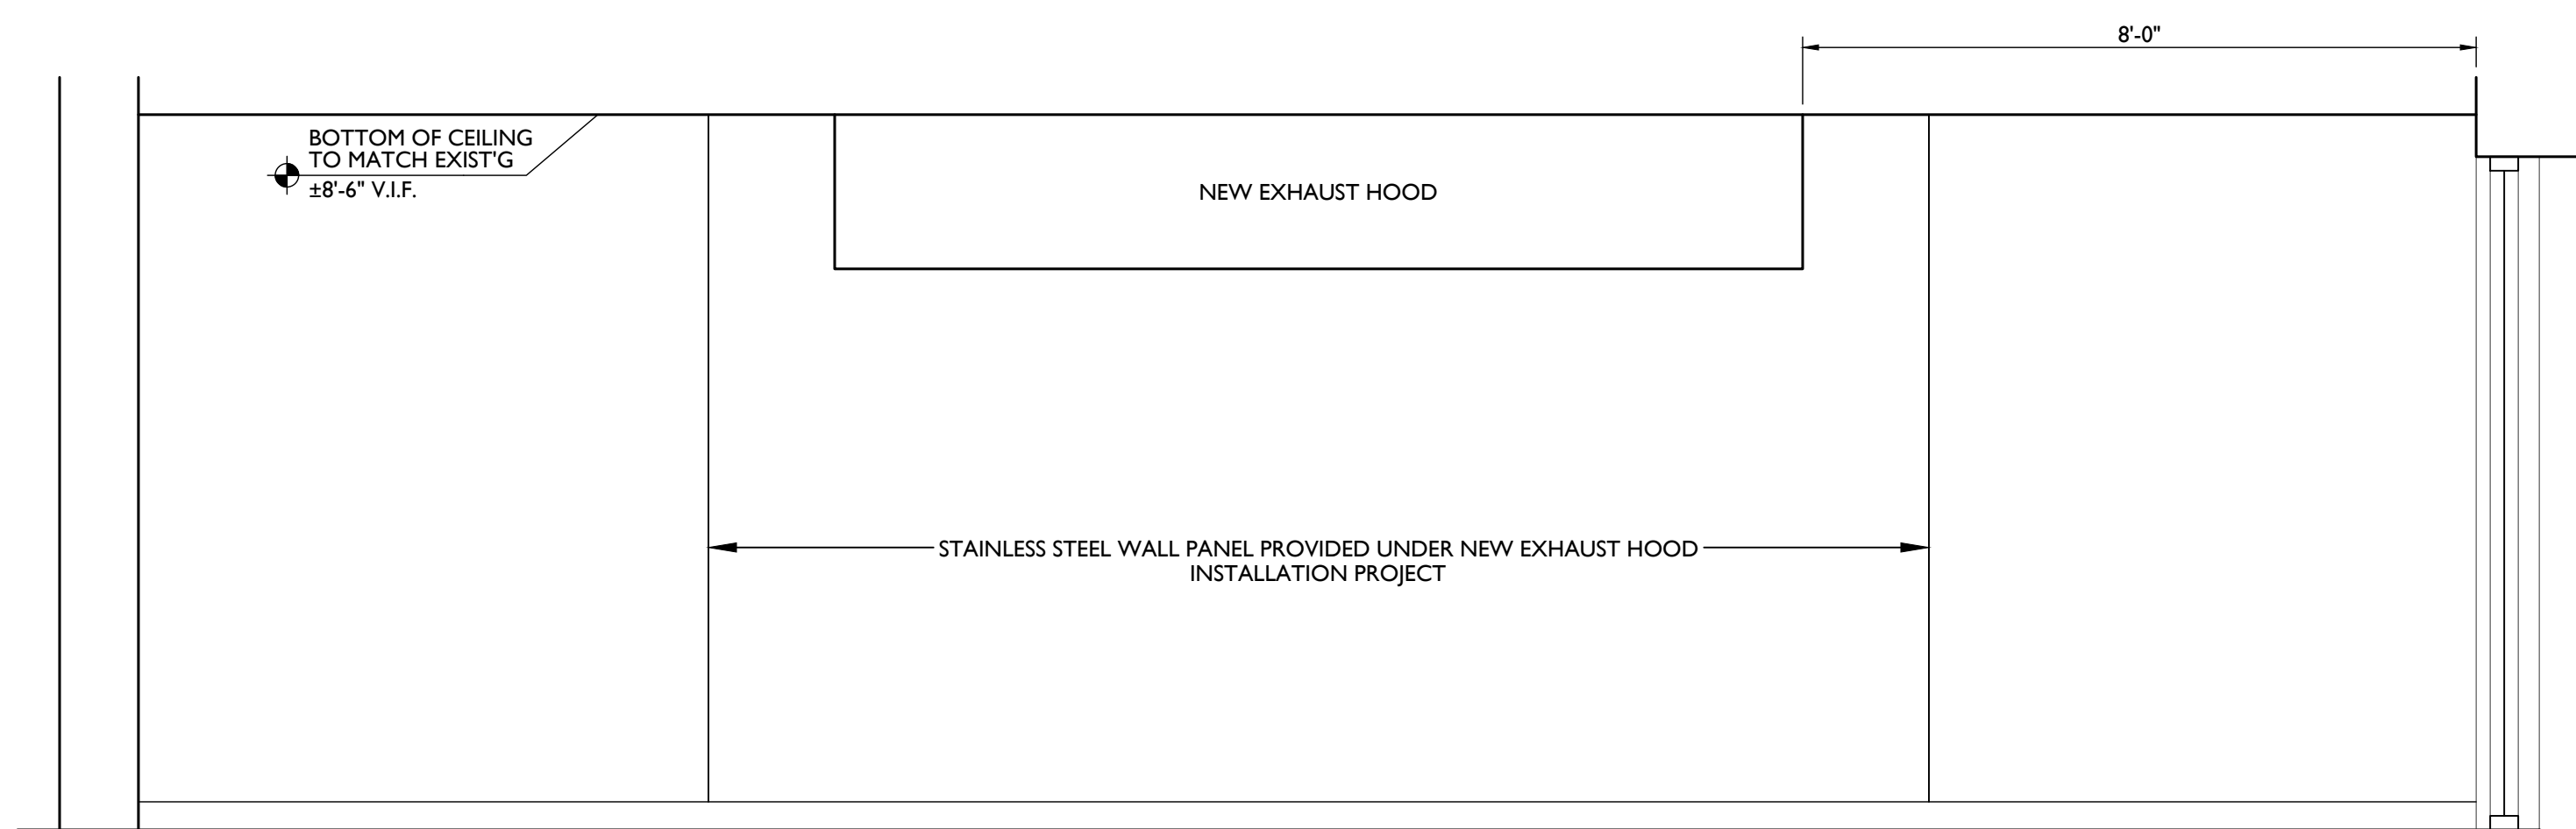 8'-0"
BOTTOM OF CEILING
TO MATCH EXIST'G
±8'-6" V.I.F.
NEW EXHAUST HOOD
STAINLESS STEEL WALL PANEL PROVIDED UNDER NEW EXHAUST HOOD
INSTALLATION PROJECT